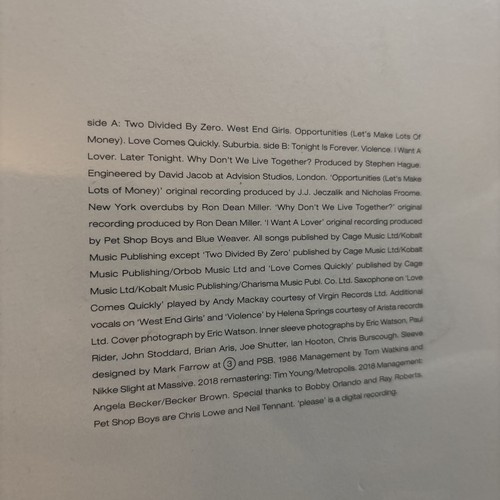 side A: Two Divided By Zero. West End Girls. Opportunities (Let's Make Lots Of
Money). Love Comes Quickly. Suburbia. side B: Tonight Is Forever. Violence. I Want A
Lover. Later Tonight. Why Don't We Live Together? Produced by Stephen Hague.
Engineered by David Jacob at Advision Studios, London. 'Opportunities (Let's Make
Lots of Money)' original recording produced by J.J. Jeczalik and Nicholas Froome.
New York overdubs by Ron Dean Miller. 'Why Don't We Live Together?' original
recording produced by Ron Dean Miller. 'I Want A Lover' original recording produced
by Pet Shop Boys and Blue Weaver. All songs published by Cage Music Ltd/Kobalt
Music Publishing except 'Two Divided By Zero' published by Cage Music Ltd/Kobalt
Music Publishing/Orbob Music Ltd and 'Love Comes Quickly' published by Cage
Music Ltd/Kobalt Music Publishing/Charisma Music Publ. Co. Ltd. Saxophone on 'Love
Comes Quickly' played by Andy Mackay courtesy of Virgin Records Ltd. Additional
vocals on 'West End Girls' and 'Violence' by Helena Springs courtesy of Arista records
Ltd. Cover photograph by Eric Watson. Inner sleeve photographs by Eric Watson, Paul
Rider, John Stoddard, Brian Aris, Joe Shutter, Ian Hooton, Chris Burscough. Sleeve
designed by Mark Farrow at ③ and PSB. 1986 Management by Tom Watkins and
Nikke Slight at Massive. 2018 remastering: Tim Young/Metropolis. 2018 Management:
Angela Becker/Becker Brown. Special thanks to Bobby Orlando and Ray Roberts.
Pet Shop Boys are Chris Lowe and Neil Tennant. 'please' is a digital recording.